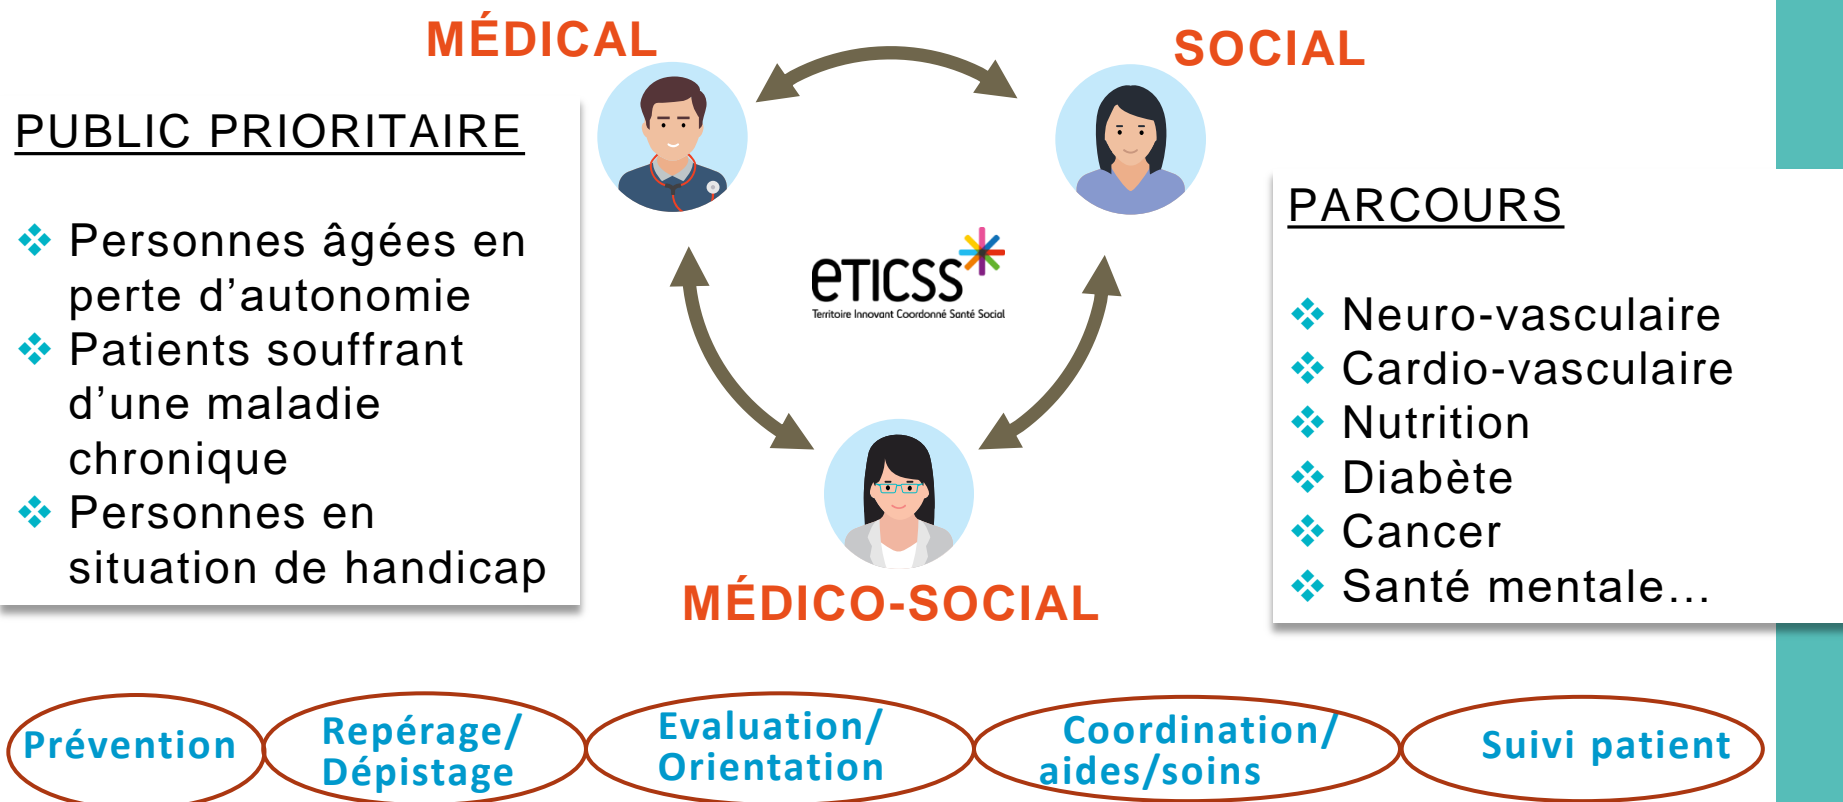 MÉDICAL
SOCIAL
PUBLIC PRIORITAIRE
Personnes âgées en
perte d’autonomie
Patients souffrant
d’une maladie
chronique
Personnes en
situation de handicap
eTICSS
Territoire Innovant Coordonné Santé Social
PARCOURS
Neuro-vasculaire
Cardio-vasculaire
Nutrition
Diabète
Cancer
Santé mentale...
MÉDICO-SOCIAL
Prévention
Repérage/
Dépistage
Evaluation/
Orientation
Coordination/
aides/soins
Suivi patient